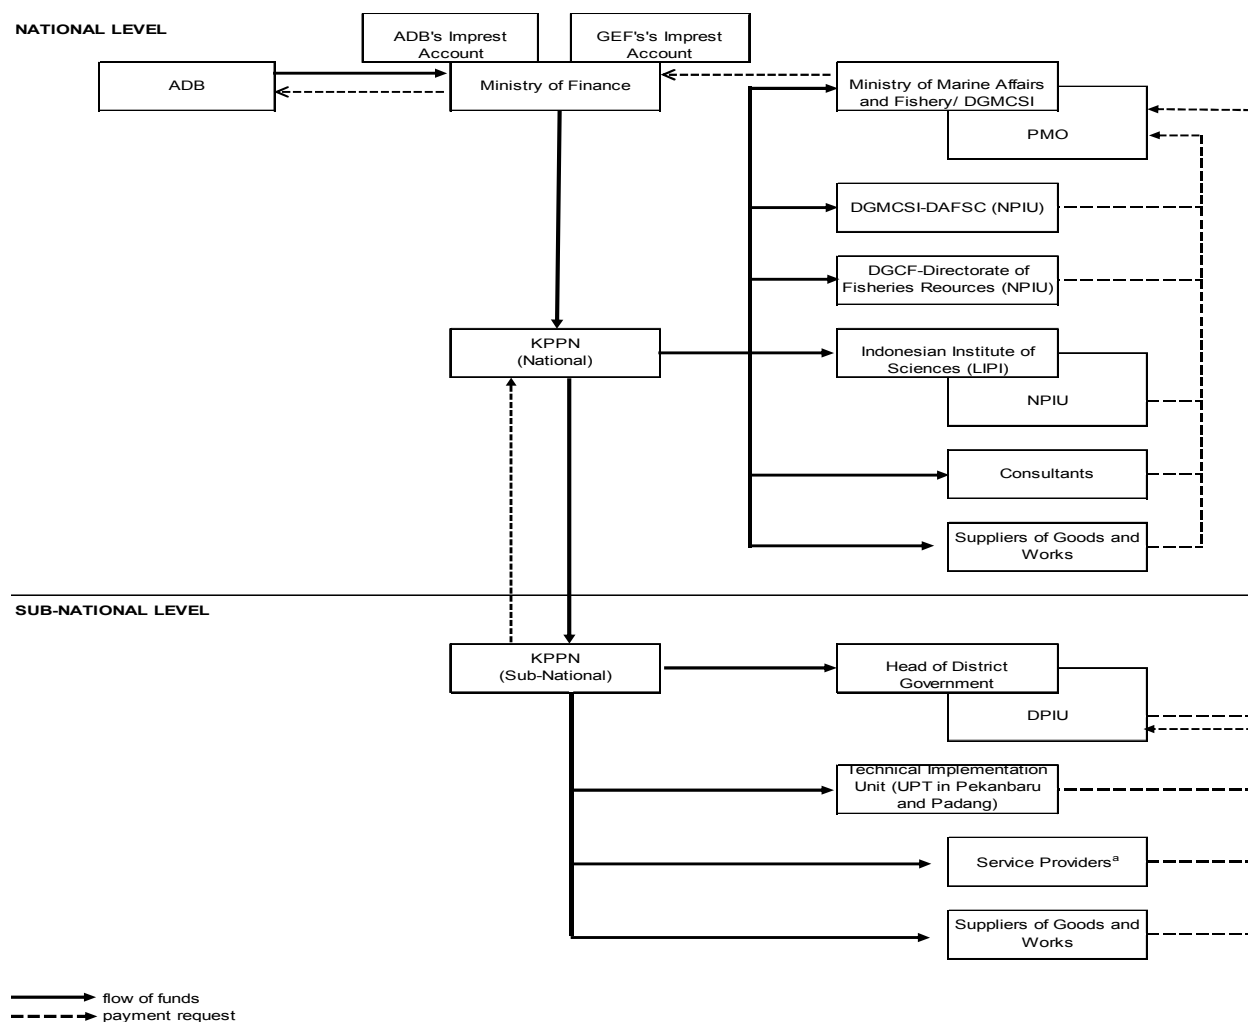 NATIONAL LEVEL
ADB's Imprest
Account
GEF's's Imprest
Account
ADB
Ministry of Finance
Ministry of Marine Affairs
and Fishery/ DGMCSI
PMO
DGMCSI-DAFSC (NPIU)
DGCF-Directorate of
Fisheries Reources (NPIU)
KPPN
(National)
Indonesian Institute of
Sciences (LIPI)
NPIU
Consultants
Suppliers of Goods and
Works
SUB-NATIONAL LEVEL
KPPN
(Sub-National)
Head of District
Government
DPIU
Technical Implementation
Unit (UPT in Pekanbaru
and Padang)
Service Providersᵃ
Suppliers of Goods and
Works
flow of funds
payment request